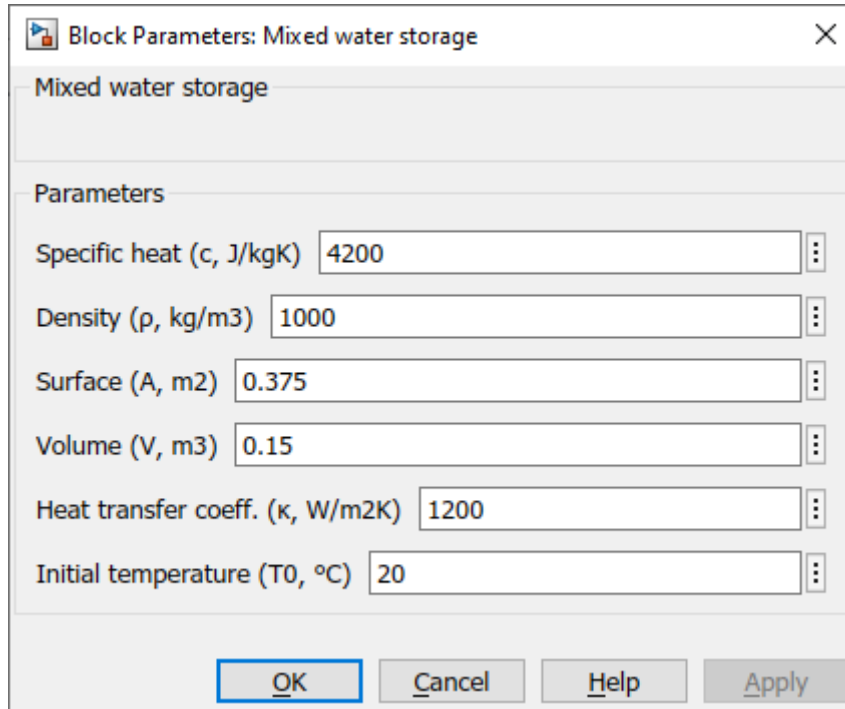 Block Parameters: Mixed water storage
Mixed water storage
Parameters
Specific heat (c, J/kgK) 4200
Density (ρ, kg/m3) 1000
Surface (A, m2) 0.375
Volume (V, m3) 0.15
Heat transfer coeff. (κ, W/m2K) 1200
Initial temperature (T0, ºC) 20
OK Cancel Help Apply